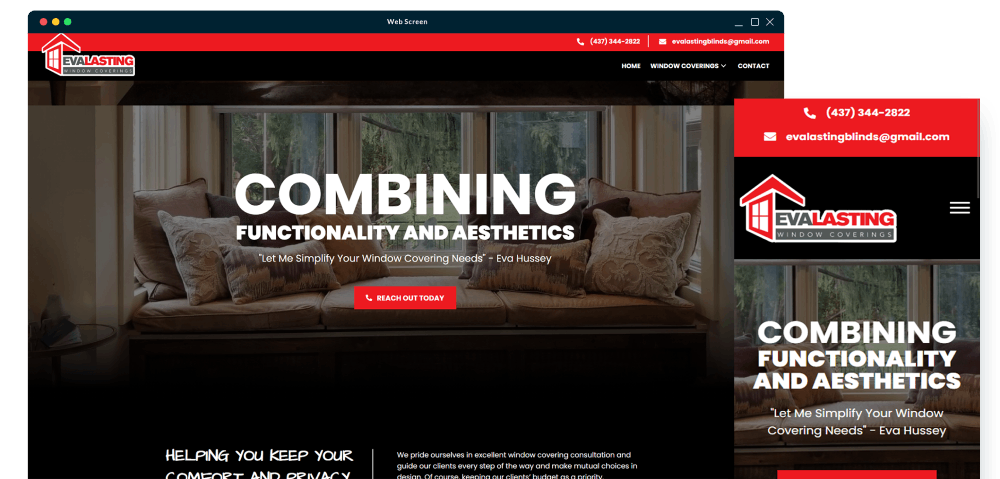 Web Screen
(437) 344-2822
evalastingblinds@gmail.com
EVALASTING
WINDOW COVERINGS
HOME WINDOW COVERINGS CONTACT
COMBINING
FUNCTIONALITY AND AESTHETICS
"Let Me Simplify Your Window Covering Needs" - Eva Hussey
REACH OUT TODAY
HELPING YOU KEEP YOUR
COMFORT AND PRIVACY
We pride ourselves in excellent window covering consultation and
guide our clients every step of the way and make mutual choices in
design. Of course, keeping our clients' budget as a priority.
(437) 344-2822
evalastingblinds@gmail.com
EVALASTING
WINDOW COVERINGS
COMBINING
FUNCTIONALITY
AND AESTHETICS
"Let Me Simplify Your Window
Covering Needs" - Eva Hussey